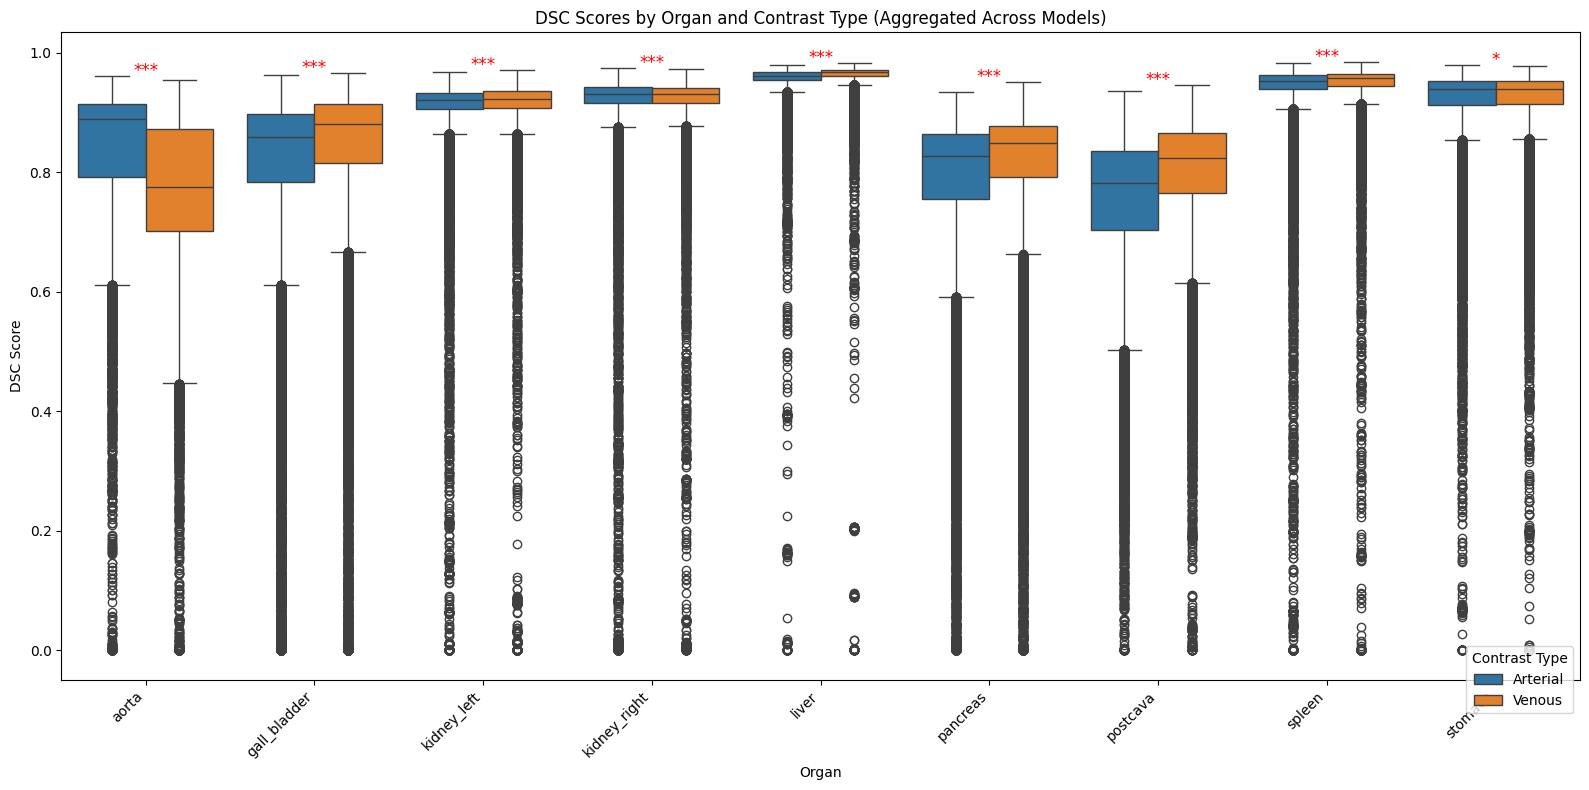 DSC Scores by Organ and Contrast Type (Aggregated Across Models)
DSC Score
1.0
0.8
0.6
0.4
0.2
0.0
***
***
***
***
***
***
***
***
*
Contrast Type
Arterial
Venous
aorta
gall_bladder
kidney_left
kidney_right
liver
pancreas
postcava
spleen
Organ